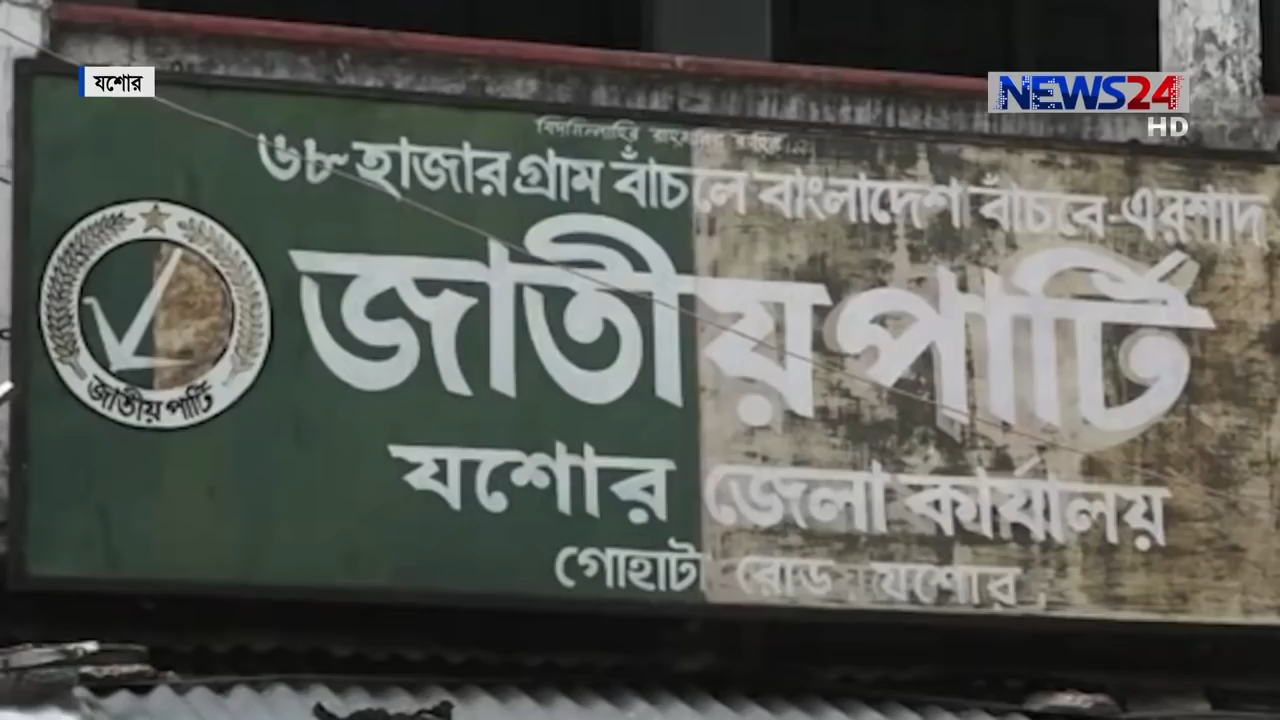 যশোর
NEWS24
HD
৬৮ হাজার গ্রাম বাঁচলে বাংলাদেশ বাঁচবে-এরশাদ
জাতীয় পার্টি
জাতীয় পার্টি
যশোর জেলা কার্যালয়
গোহাটা রোড, যশোর,